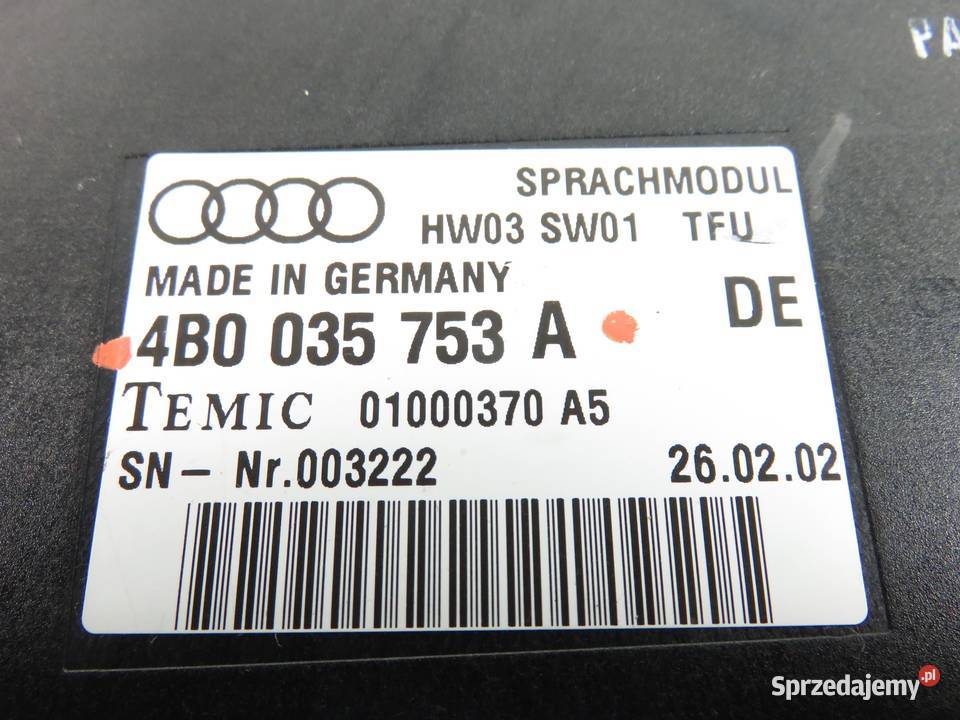 SPRACHMODUL
HW03 SW01 TFU
MADE IN GERMANY
DE
4B0 035 753 A
TEMIC 01000370 A5
SN- Nr.003222 26.02.02
Sprzedajemy.pl